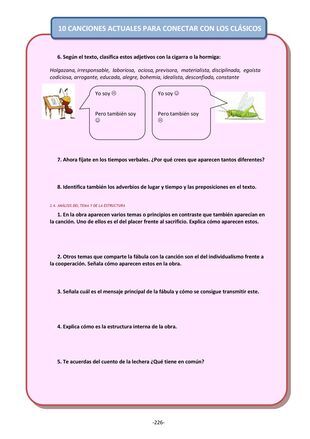 10 CANCIONES ACTUALES PARA CONECTAR CON LOS CLÁSICOS
6. Según el texto, clasifica estos adjetivos con la cigarra o la hormiga:
Holgazana, irresponsable, laboriosa, ociosa, previsora, materialista, disciplinada, egoísta
codiciosa, arrogante, educada, alegre, bohemia, idealista, desconfiada, constante
Yo soy ☹
Pero también soy
☺
Yo soy ☺
Pero también soy
☹
7. Ahora fíjate en los tiempos verbales. ¿Por qué crees que aparecen tantos diferentes?
8. Identifica también los adverbios de lugar y tiempo y las preposiciones en el texto.
2.4. ANÁLISIS DEL TEMA Y DE LA ESTRUCTURA
1. En la obra aparecen varios temas o principios en contraste que también aparecían en
la canción. Uno de ellos es el del placer frente al sacrificio. Explica cómo aparecen estos.
2. Otros temas que comparte la fábula con la canción son el del individualismo frente a
la cooperación. Señala cómo aparecen estos en la obra.
3. Señala cuál es el mensaje principal de la fábula y cómo se consigue transmitir este.
4. Explica cómo es la estructura interna de la obra.
5. Te acuerdas del cuento de la lechera ¿Qué tiene en común?
-226-